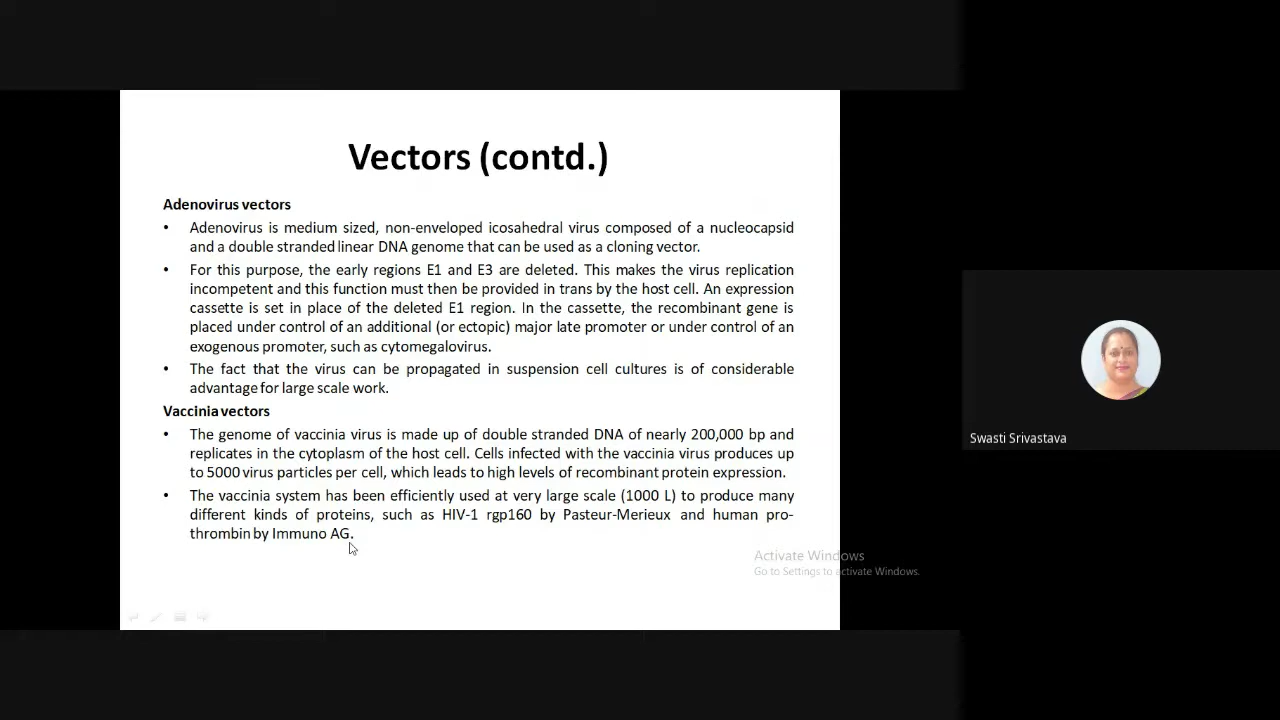 Vectors (contd.)
Adenovirus vectors
• Adenovirus is medium sized, non-enveloped icosahedral virus composed of a nucleocapsid
and a double stranded linear DNA genome that can be used as a cloning vector.
• For this purpose, the early regions E1 and E3 are deleted. This makes the virus replication
incompetent and this function must then be provided in trans by the host cell. An expression
cassette is set in place of the deleted E1 region. In the cassette, the recombinant gene is
placed under control of an additional (or ectopic) major late promoter or under control of an
exogenous promoter, such as cytomegalovirus.
• The fact that the virus can be propagated in suspension cell cultures is of considerable
advantage for large scale work.
Vaccinia vectors
• The genome of vaccinia virus is made up of double stranded DNA of nearly 200,000 bp and
replicates in the cytoplasm of the host cell. Cells infected with the vaccinia virus produces up
to 5000 virus particles per cell, which leads to high levels of recombinant protein expression.
• The vaccinia system has been efficiently used at very large scale (1000 L) to produce many
different kinds of proteins, such as HIV-1 rgp160 by Pasteur-Merieux and human pro-
thrombin by Immuno AG.
Swasti Srivastava
Activate Windows
Go to Settings to activate Windows.